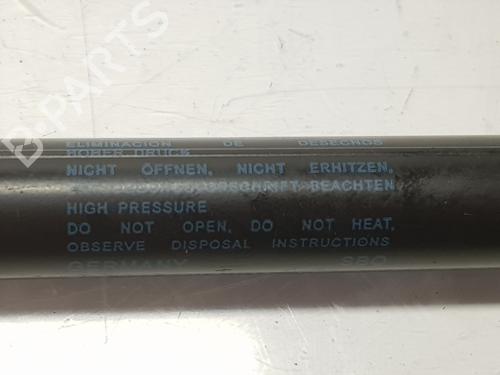 ELIMINACION DE DESECHOS
HOHER DRUCK
NICHT ÖFFNEN, NICHT ERHITZEN,
BEACHTEN
HIGH PRESSURE
DO NOT OPEN, DO NOT HEAT,
OBSERVE DISPOSAL INSTRUCTIONS
GERMANY